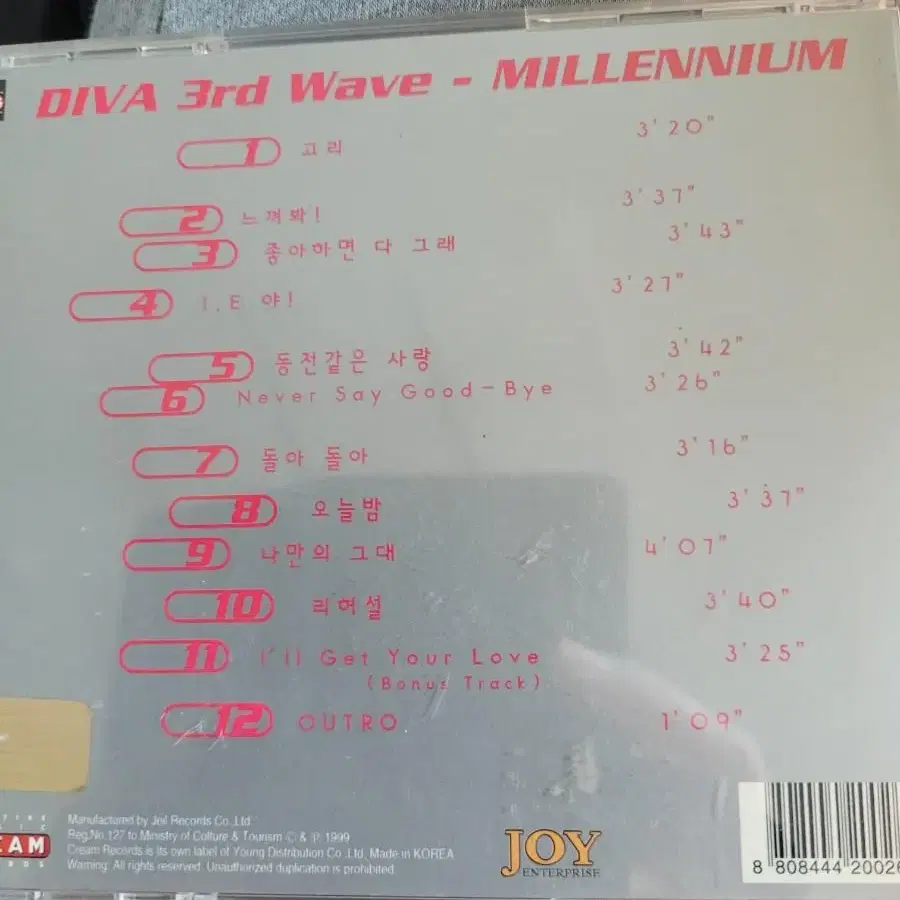 DIVA 3rd Wave - MILLENNIUM
1 고리 3'20"
2 느껴봐! 3'37"
3 좋아하면 다 그래 3'43"
4 I.E 야! 3'27"
5 동전같은 사랑 3'42"
6 Never Say Good-Bye 3'26"
7 돌아 돌아 3'16"
8 오늘밤 3'37"
9 나만의 그대 4'07"
10 리허설 3'40"
11 I'll Get Your Love 3'25"
(Bonus Track)
12 OUTRO 1'09"
Manufactured by Jeil Records Co.,Ltd
Reg.No.127 to Ministry of Culture & Tourism © & ℗ 1999
Cream Records is its own label of Young Distribution Co.,Ltd, Made in KOREA
Warning: All rights reserved. Unauthorized duplication is prohibited.
JOY
ENTERPRISE
8 808444 20026